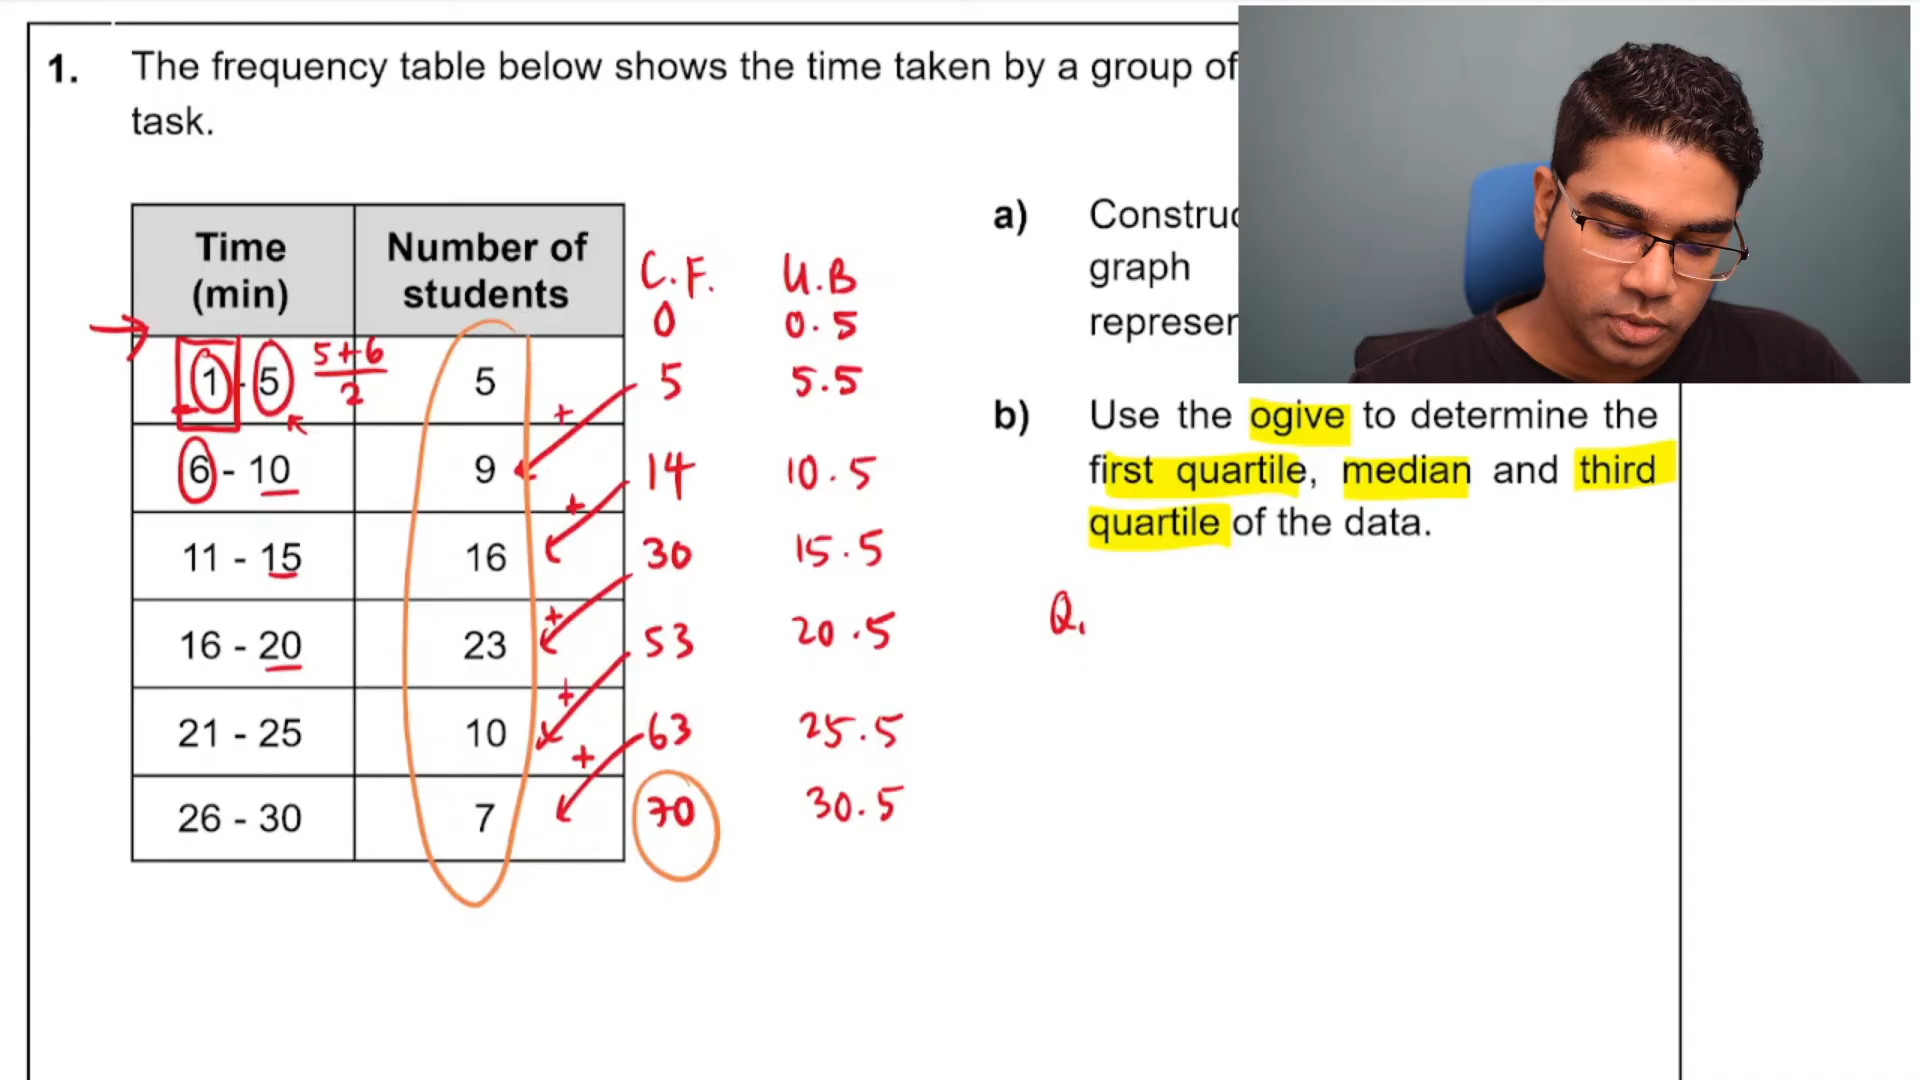 1. The frequency table below shows the time taken by a group of
task.
Time
(min)
Number of
students
C.F.
U.B
0
0.5
1 - 5
5+6
2
5
+
5
5.5
6 - 10
9
+
14
10.5
11 - 15
16
+
30
15.5
16 - 20
23
+
53
20.5
21 - 25
10
+
63
25.5
26 - 30
7
70
30.5
a)
graph
b) Use the ogive to determine the
first quartile, median and third
quartile of the data.
Q₁